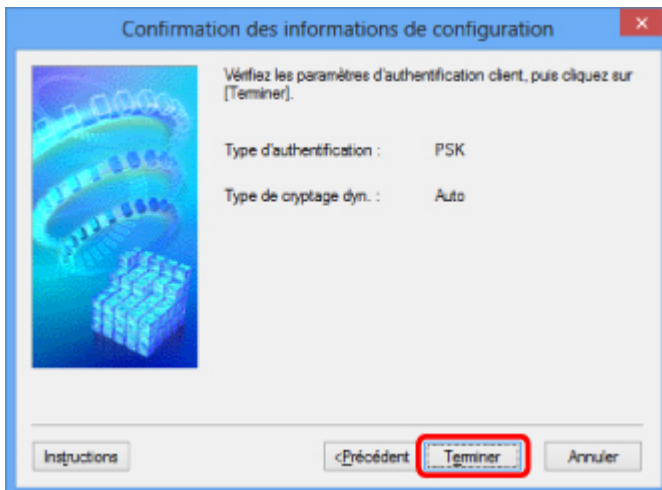 Confirmation des informations de configuration
Vérifiez les paramètres d'authentification client, puis cliquez sur
[Terminer].
Type d'authentification : PSK
Type de cryptage dyn. : Auto
Instructions <Précédent Terminer Annuler